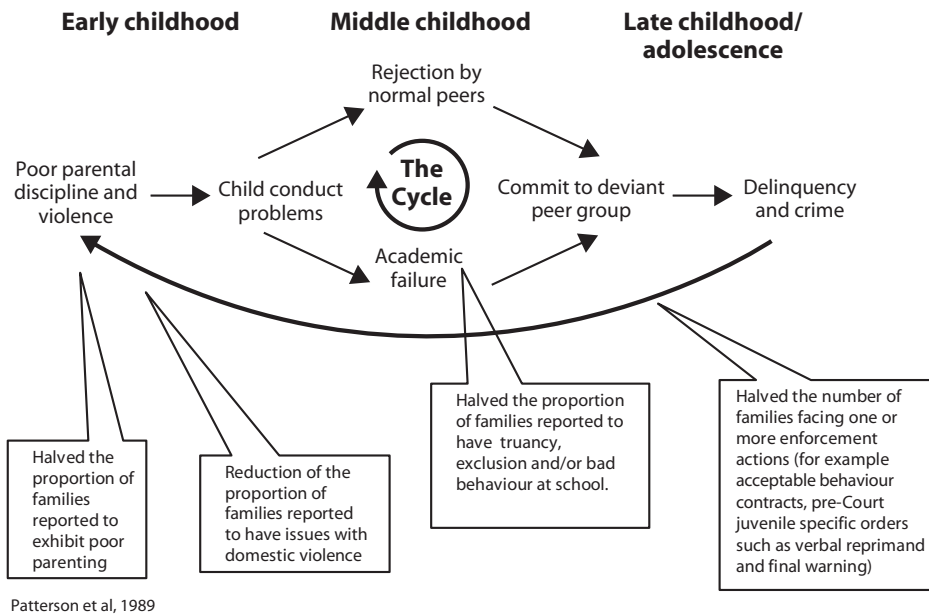 Early childhood
Middle childhood
Late childhood/
adolescence
Rejection by
normal peers
Poor parental
discipline and
violence
Child conduct
problems
The
Cycle
Commit to deviant
peer group
Delinquency
and crime
Academic
failure
Halved the
proportion of
families
reported to
exhibit poor
parenting
Reduction of the
proportion of
families reported
to have issues with
domestic violence
Halved the proportion
of families reported to
have truancy,
exclusion and/or bad
behaviour at school.
Halved the number of
families facing one or
more enforcement
actions (for example
acceptable behaviour
contracts, pre-Court
juvenile specific orders
such as verbal reprimand
and final warning)
Patterson et al, 1989